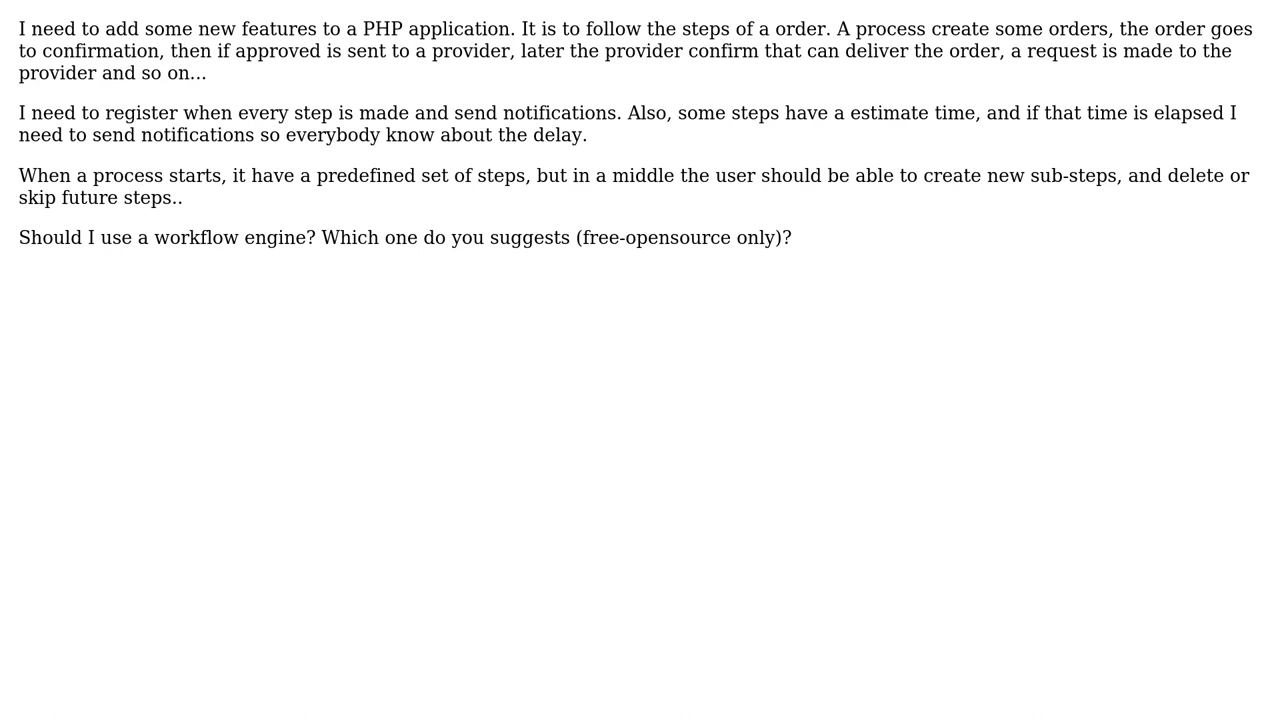 I need to add some new features to a PHP application. It is to follow the steps of a order. A process create some orders, the order goes
to confirmation, then if approved is sent to a provider, later the provider confirm that can deliver the order, a request is made to the
provider and so on...
I need to register when every step is made and send notifications. Also, some steps have a estimate time, and if that time is elapsed I
need to send notifications so everybody know about the delay.
When a process starts, it have a predefined set of steps, but in a middle the user should be able to create new sub-steps, and delete or
skip future steps..
Should I use a workflow engine? Which one do you suggests (free-opensource only)?